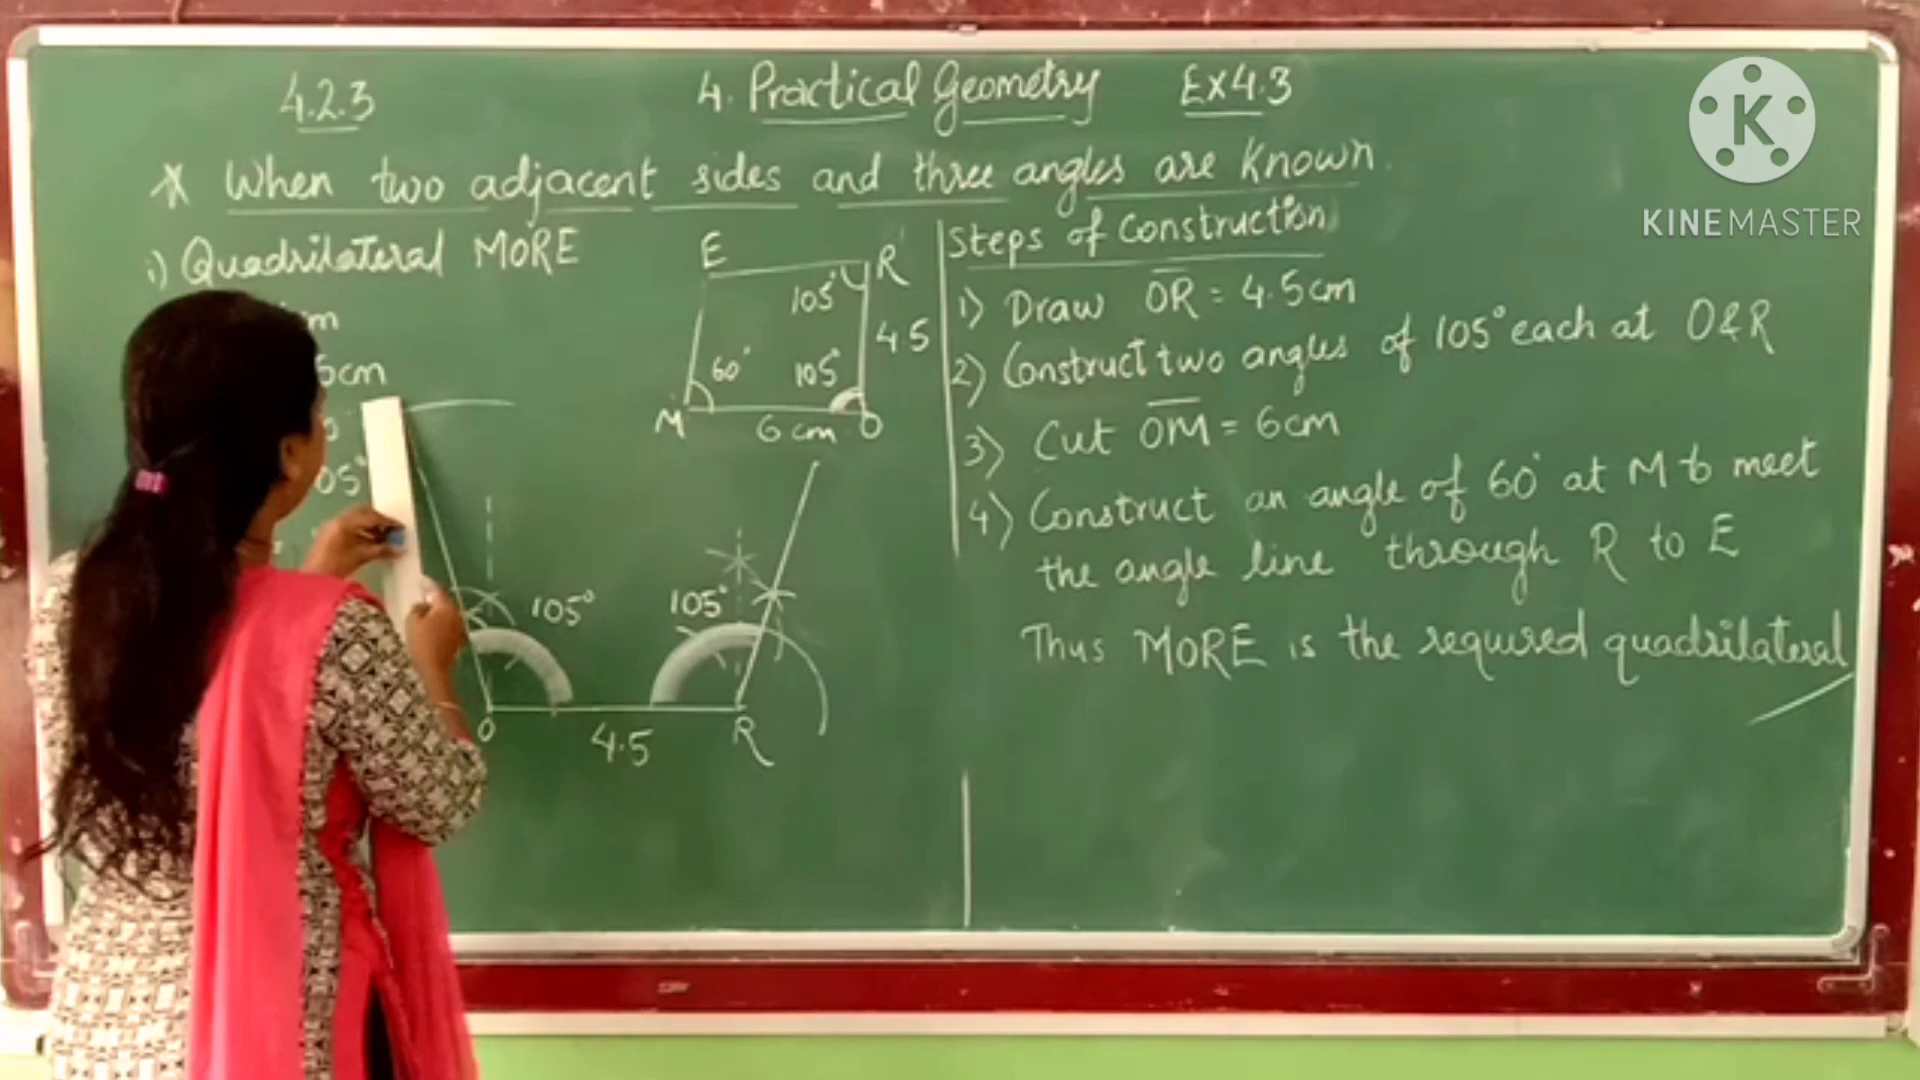 4.2.3
4. Practical Geometry Ex 4.3
* When two adjacent sides and three angles are known.
i) Quadrilateral MORE
5cm
05°
E
R
105°
4 5
60°
105
M
6 cm
O
105°
105°
O
4.5
R
Steps of construction
1) Draw OR = 4.5cm
2) Construct two angles of 105° each at O & R
3) Cut OM = 6cm
4) Construct an angle of 60° at M to meet
the angle line through R to E
Thus MORE is the required quadrilateral
K
KINEMASTER